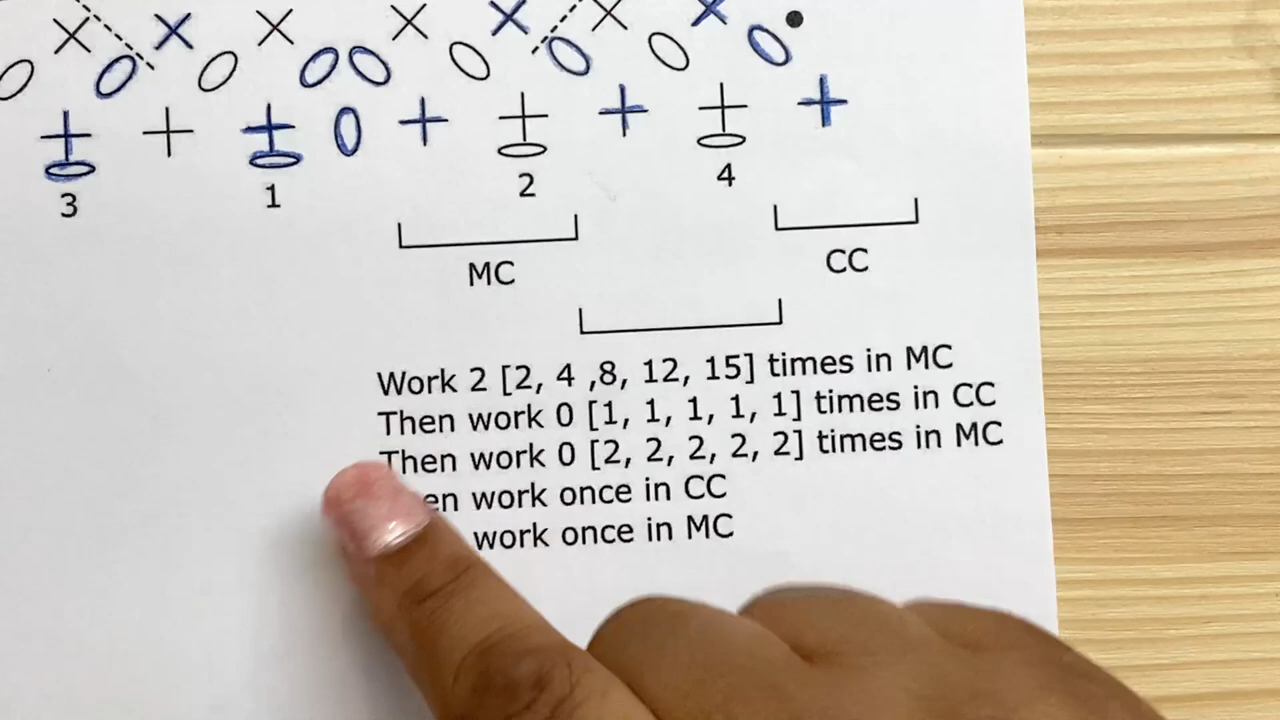 3 1 2 4
MC CC
Work 2 [2, 4 ,8, 12, 15] times in MC
Then work 0 [1, 1, 1, 1, 1] times in CC
Then work 0 [2, 2, 2, 2, 2] times in MC
work once in CC
work once in MC